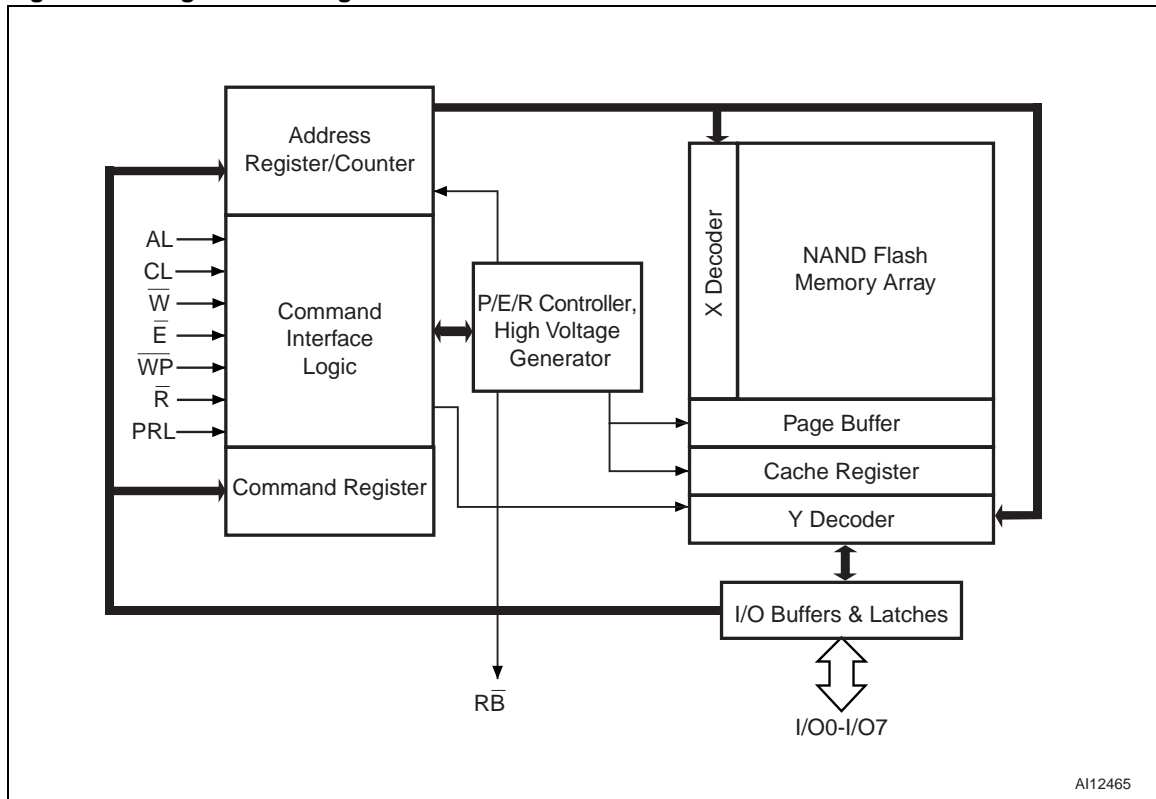 Address
Register/Counter
AL
CL
W̅
E̅
W̅P̅
R̅
PRL
Command
Interface
Logic
Command Register
P/E/R Controller,
High Voltage
Generator
X Decoder
NAND Flash
Memory Array
Page Buffer
Cache Register
Y Decoder
I/O Buffers & Latches
RB̅
I/O0-I/O7
AI12465